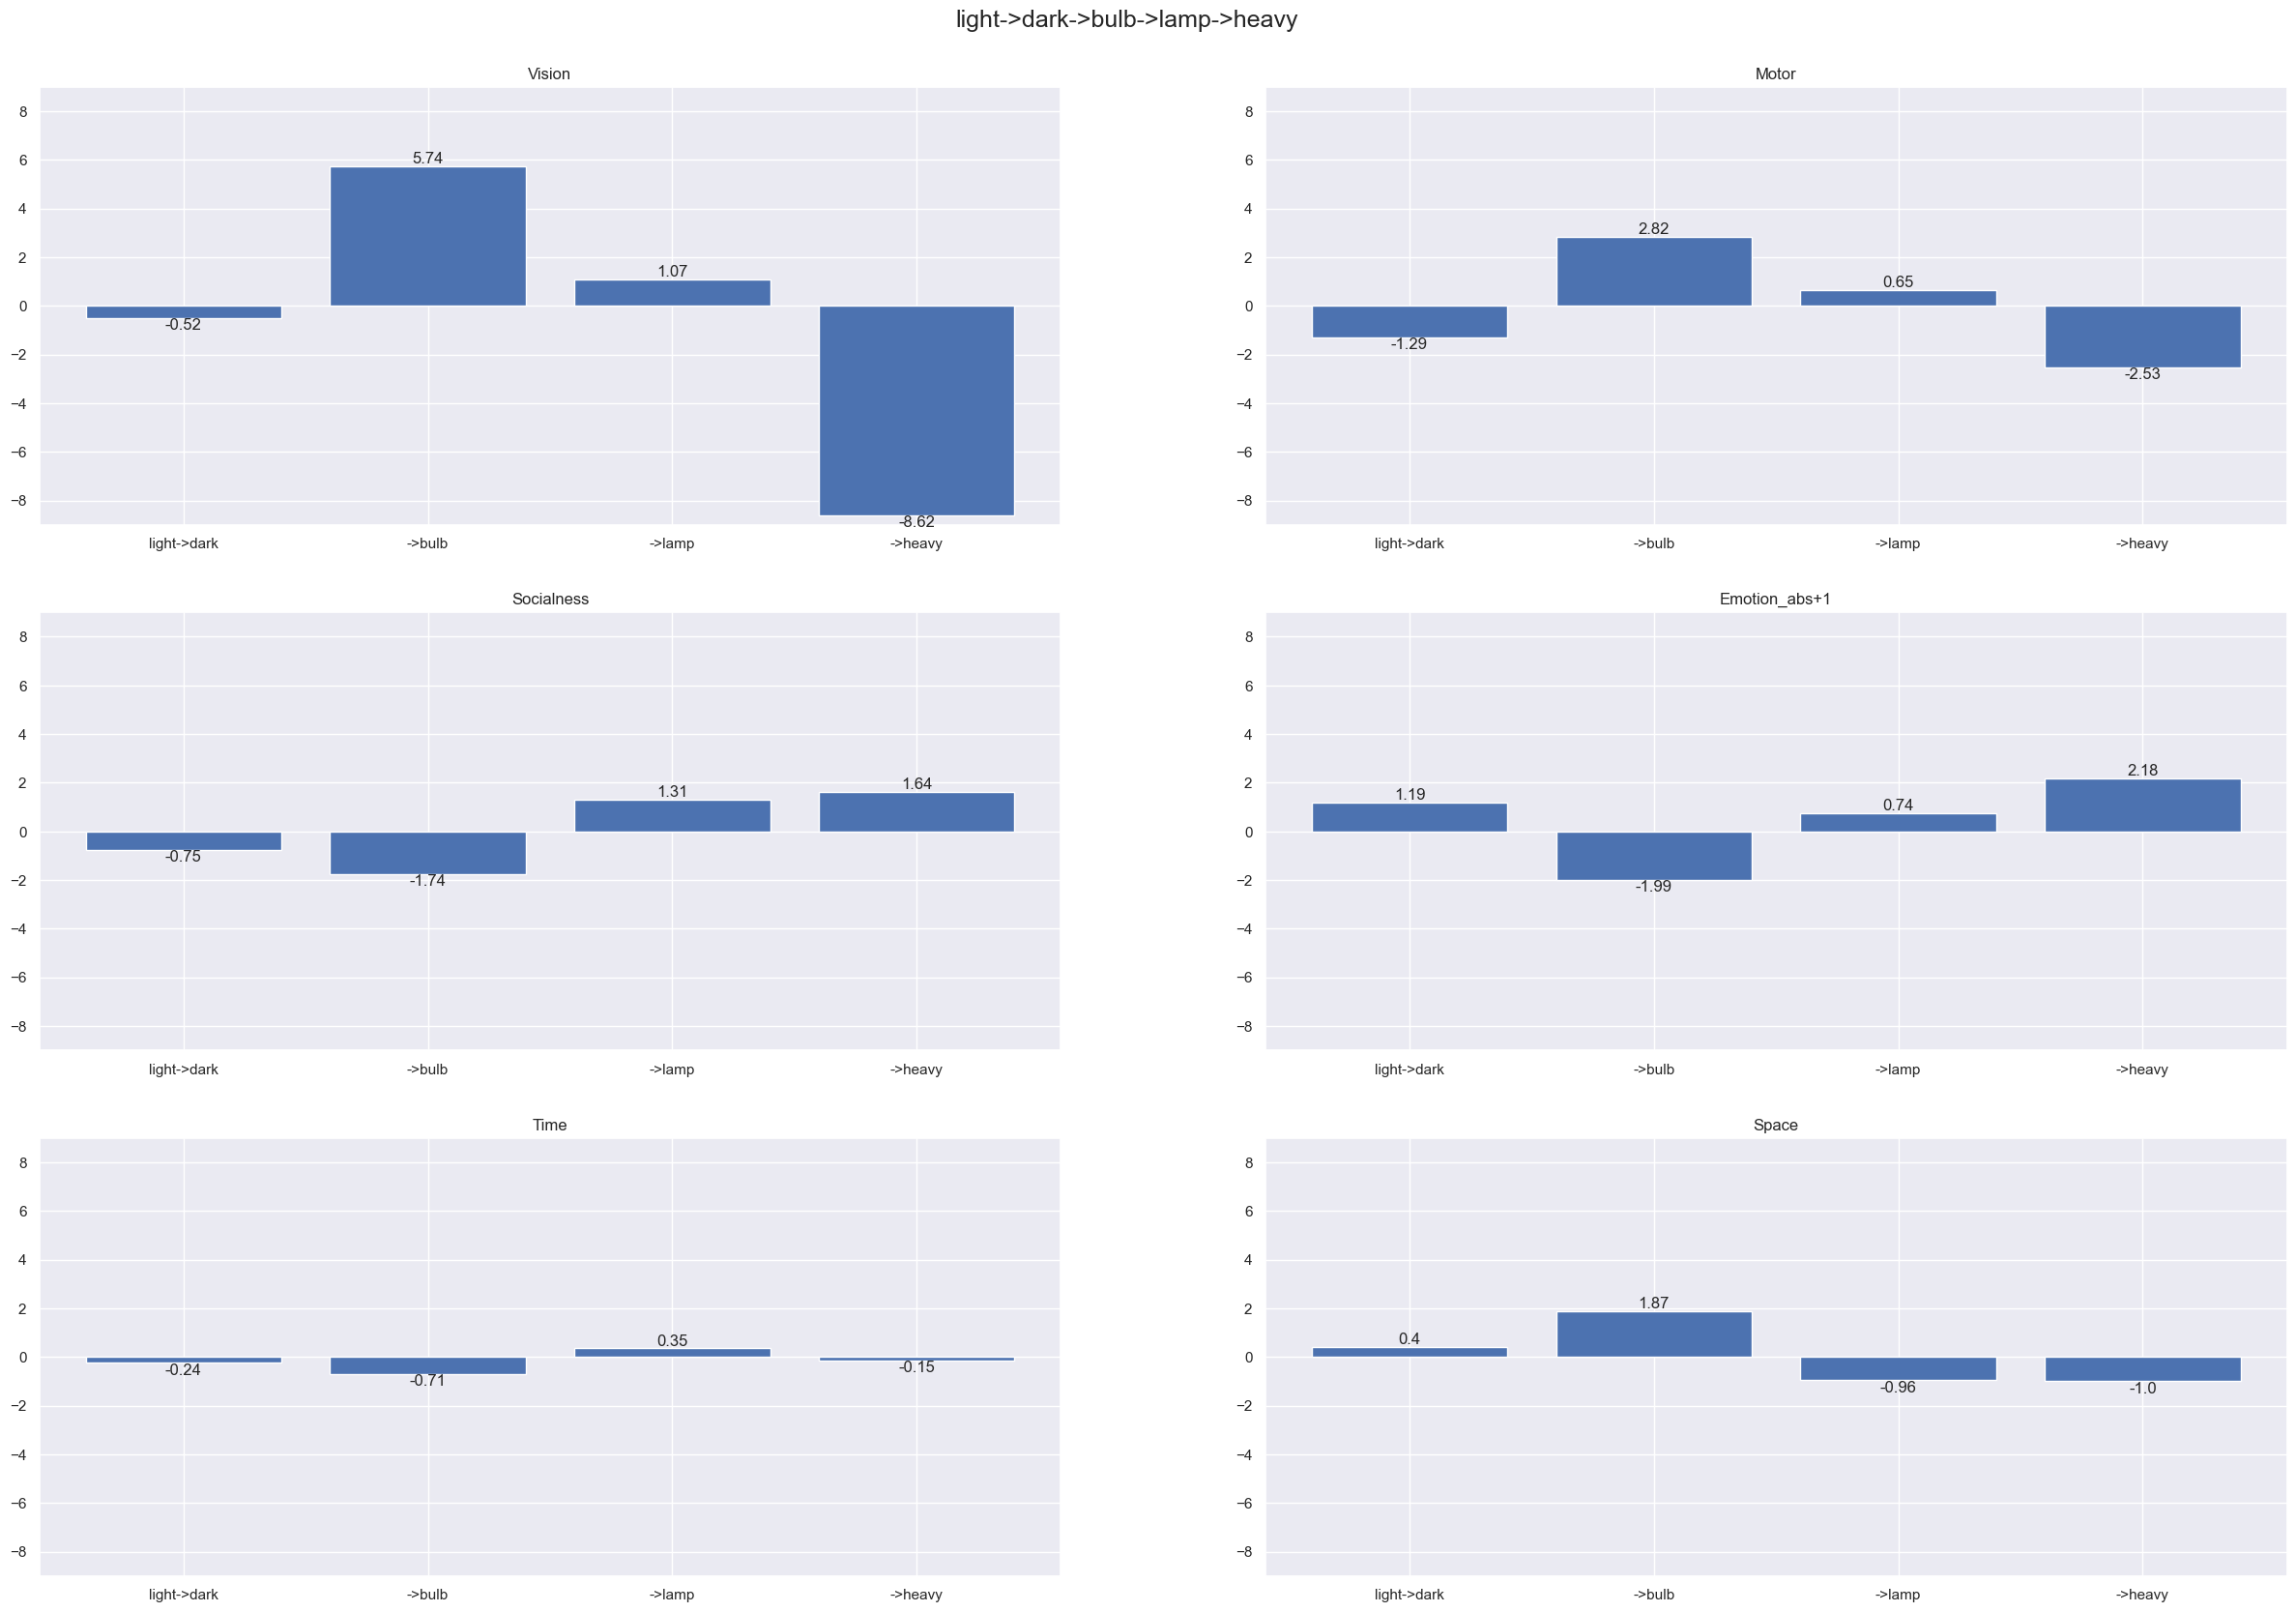 light->dark->bulb->lamp->heavy
Vision
8
6
4
2
0
−2
−4
−6
−8
-0.52
5.74
1.07
-8.62
light->dark
->bulb
->lamp
->heavy
Motor
8
6
4
2
0
−2
−4
−6
−8
-1.29
2.82
0.65
-2.53
light->dark
->bulb
->lamp
->heavy
Socialness
8
6
4
2
0
−2
−4
−6
−8
-0.75
-1.74
1.31
1.64
light->dark
->bulb
->lamp
->heavy
Emotion_abs+1
8
6
4
2
0
−2
−4
−6
−8
1.19
-1.99
0.74
2.18
light->dark
->bulb
->lamp
->heavy
Time
8
6
4
2
0
−2
−4
−6
−8
-0.24
-0.71
0.35
-0.15
light->dark
->bulb
->lamp
->heavy
Space
8
6
4
2
0
−2
−4
−6
−8
0.4
1.87
-0.96
-1.0
light->dark
->bulb
->lamp
->heavy